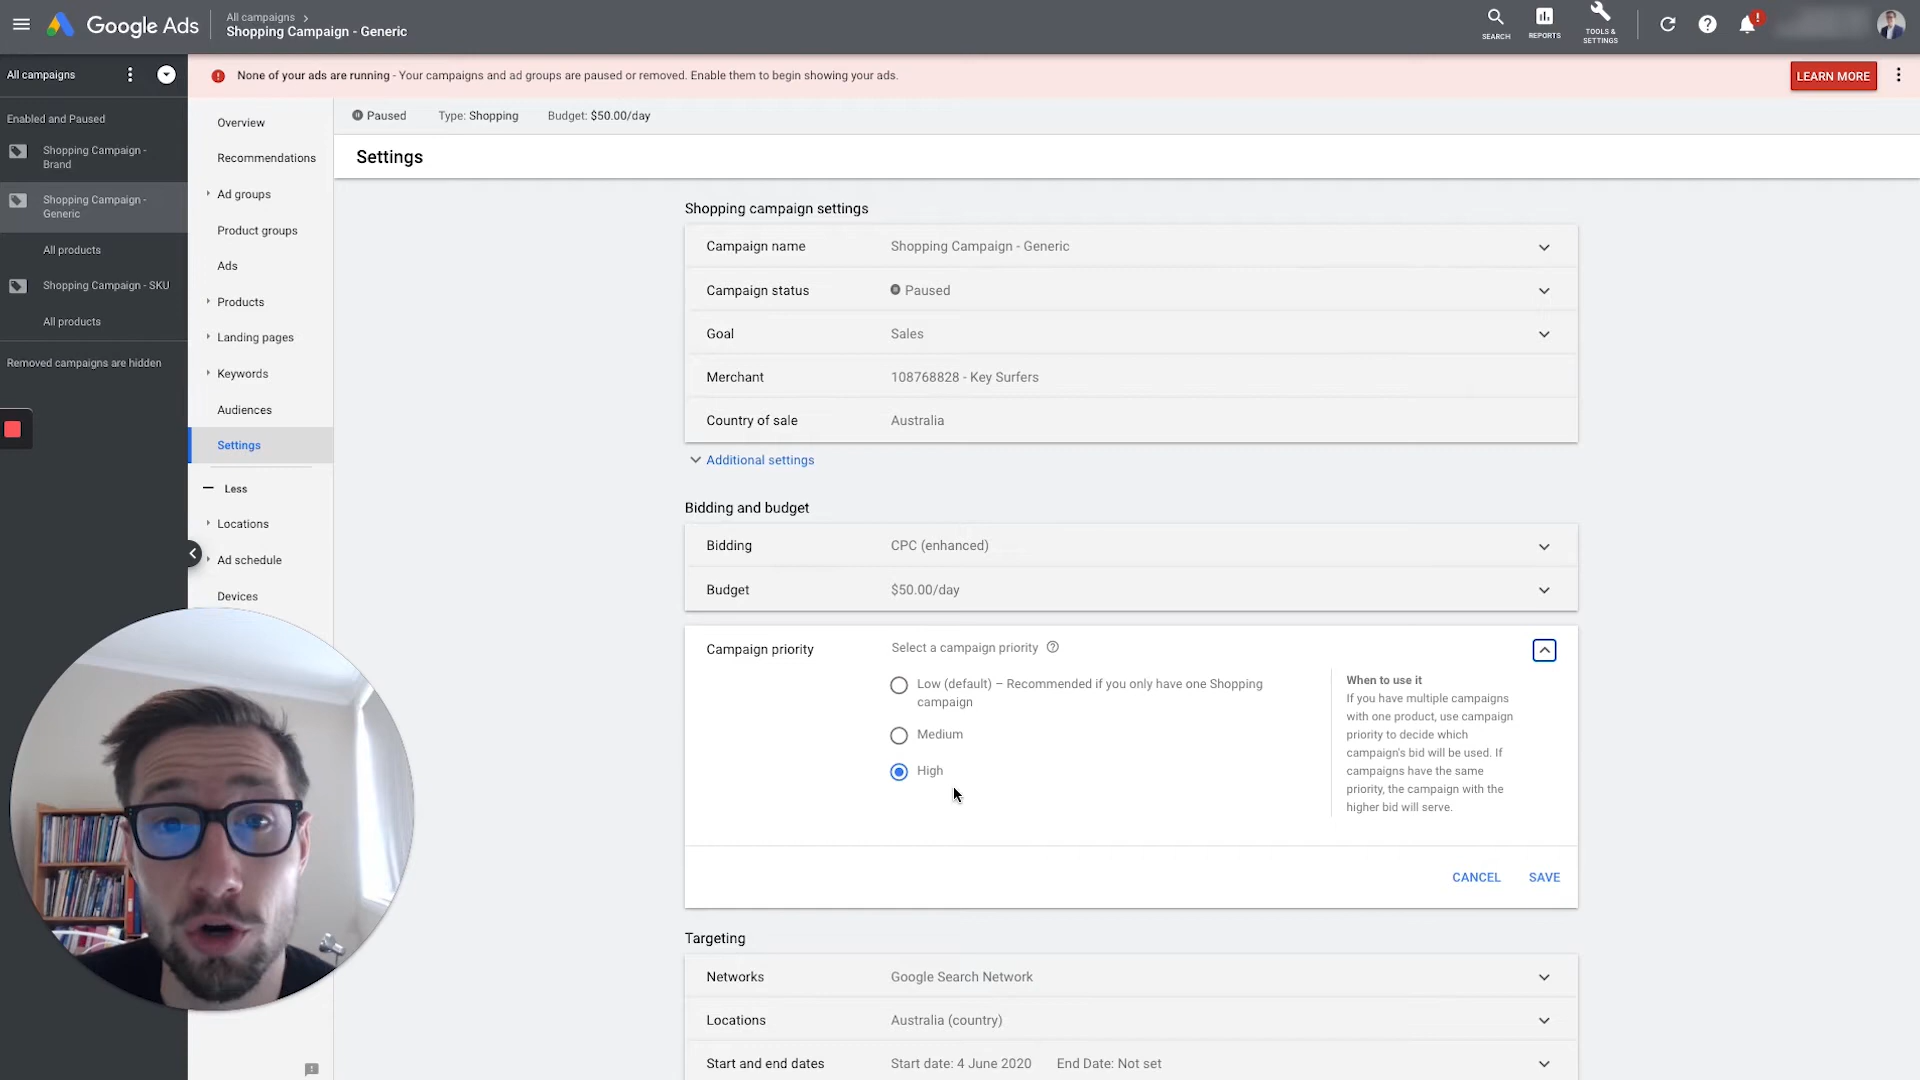 Google Ads
All campaigns
Shopping Campaign - Generic
SEARCH
REPORTS
TOOLS &
SETTINGS
!
All campaigns
None of your ads are running - Your campaigns and ad groups are paused or removed. Enable them to begin showing your ads.
LEARN MORE
Enabled and Paused
Shopping Campaign -
Brand
Shopping Campaign -
Generic
All products
Shopping Campaign - SKU
All products
Removed campaigns are hidden
Overview
Recommendations
Ad groups
Product groups
Ads
Products
Landing pages
Keywords
Audiences
Settings
Less
Locations
Ad schedule
Devices
Paused
Type: Shopping
Budget: $50.00/day
Settings
Shopping campaign settings
Campaign name
Shopping Campaign - Generic
Campaign status
Paused
Goal
Sales
Merchant
108768828 - Key Surfers
Country of sale
Australia
Additional settings
Bidding and budget
Bidding
CPC (enhanced)
Budget
$50.00/day
Campaign priority
Select a campaign priority
Low (default) – Recommended if you only have one Shopping
campaign
Medium
High
When to use it
If you have multiple campaigns
with one product, use campaign
priority to decide which
campaign's bid will be used. If
campaigns have the same
priority, the campaign with the
higher bid will serve.
CANCEL
SAVE
Targeting
Networks
Google Search Network
Locations
Australia (country)
Start and end dates
Start date: 4 June 2020
End Date: Not set